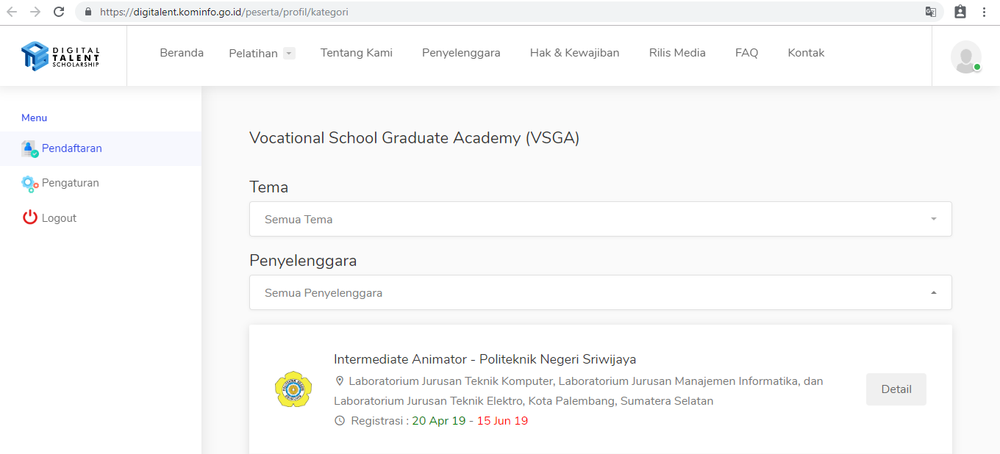 https://digitalent.kominfo.go.id/peserta/profil/kategori
DIGITAL
TALENT
SCHOLARSHIP
Beranda
Pelatihan
Tentang Kami
Penyelenggara
Hak & Kewajiban
Rilis Media
FAQ
Kontak
Menu
Pendaftaran
Pengaturan
Logout
Vocational School Graduate Academy (VSGA)
Tema
Semua Tema
Penyelenggara
Semua Penyelenggara
Intermediate Animator - Politeknik Negeri Sriwijaya
Laboratorium Jurusan Teknik Komputer, Laboratorium Jurusan Manajemen Informatika, dan
Laboratorium Jurusan Teknik Elektro, Kota Palembang, Sumatera Selatan
Registrasi : 20 Apr 19 - 15 Jun 19
Detail